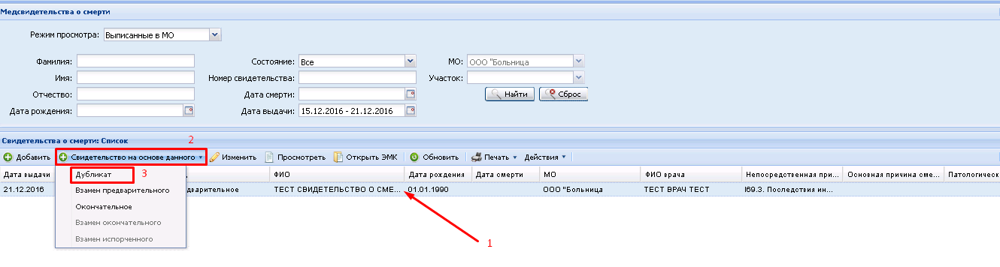 Медсвидетельства о смерти
Режим просмотра: Выписанные в МО
Фамилия: Состояние: Все МО: ООО "Больница
Имя: Номер свидетельства: Участок:
Отчество: Дата смерти: Найти Сброс
Дата рождения: Дата выдачи: 15.12.2016 - 21.12.2016
Свидетельства о смерти: Список 2
Добавить Свидетельство на основе данного Изменить Просмотреть Открыть ЭМК Обновить Печать Действия
Дата выдачи ФИО Дата рождения Дата смерти МО ФИО врача Непосредственная при... Основная причина сме... Патологическ
21.12.2016 дварительное ТЕСТ СВИДЕТЕЛЬСТВО О СМЕ... 01.01.1990 ООО "Больница ТЕСТ ВРАЧ ТЕСТ I69.3. Последствия ин...
Дубликат 3
Взамен предварительного
Окончательное
Взамен окончательного
Взамен испорченного
1